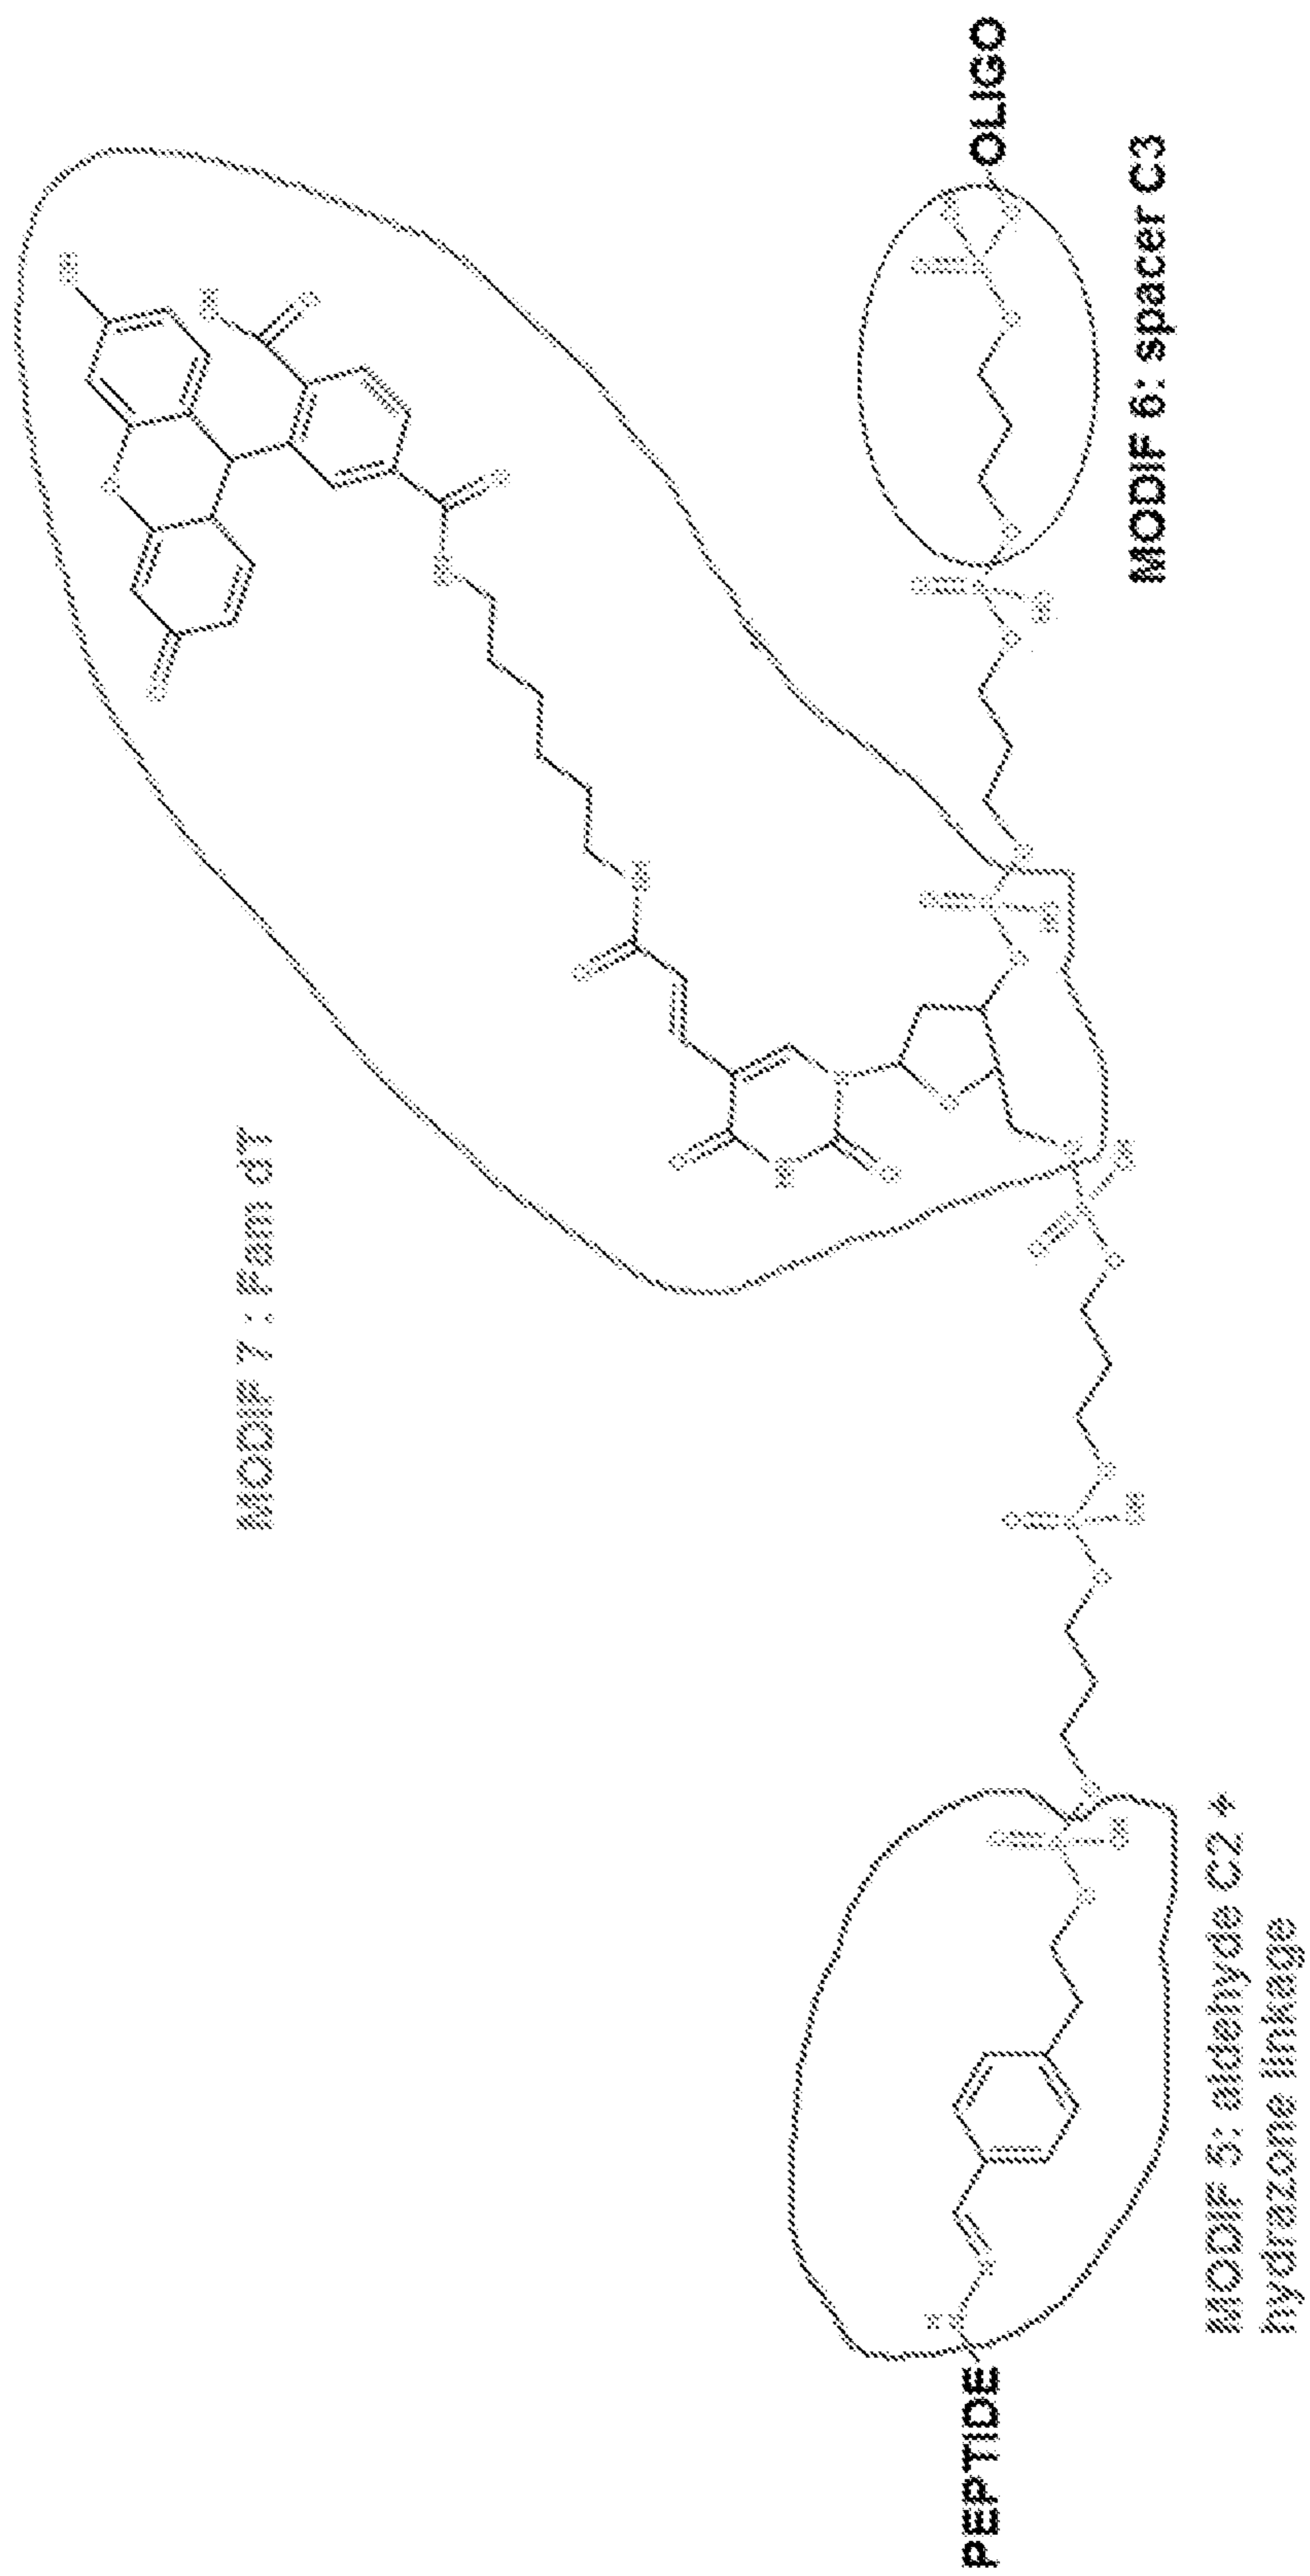 MODIF 7 : Fam dT
OLIGO
MODIF 6: spacer C3
PEPTIDE
MODIF 5: aldehyde C2 +
hydrazone linkage